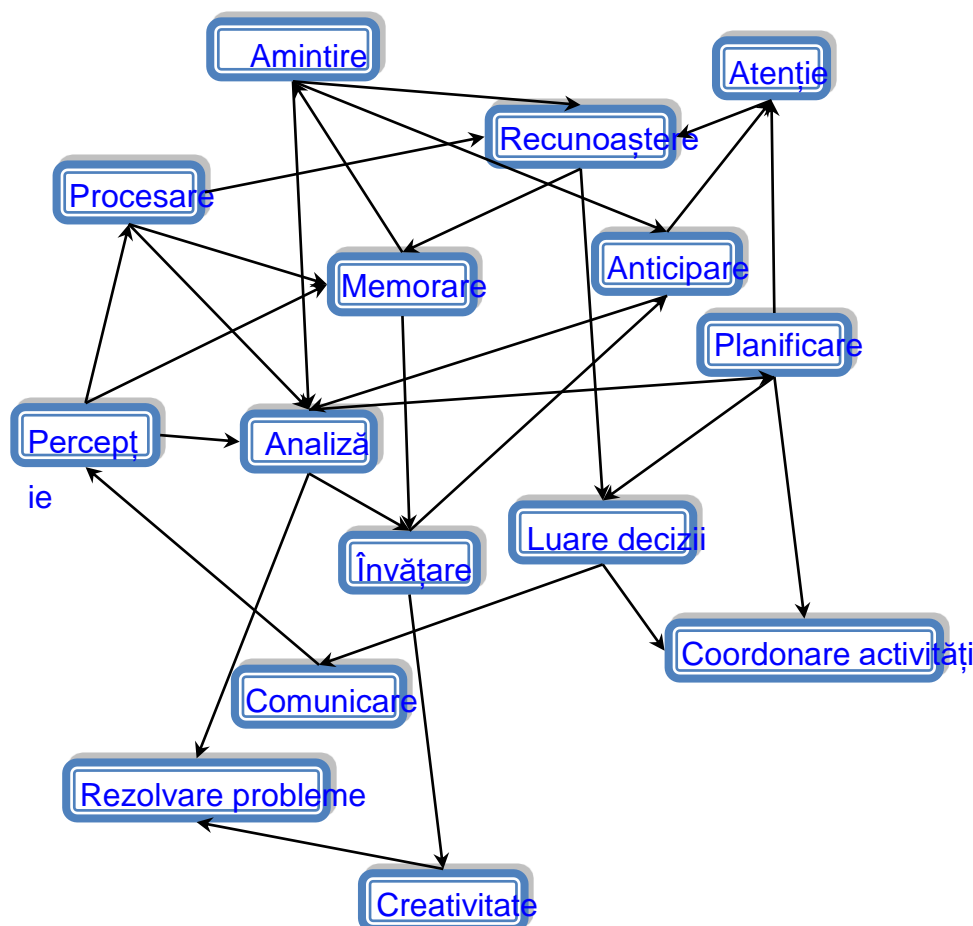 Amintire
Atenție
Recunoaștere
Procesare
Anticipare
Memorare
Planificare
Percepț
ie
Analiză
Luare decizii
Învățare
Coordonare activități
Comunicare
Rezolvare probleme
Creativitate